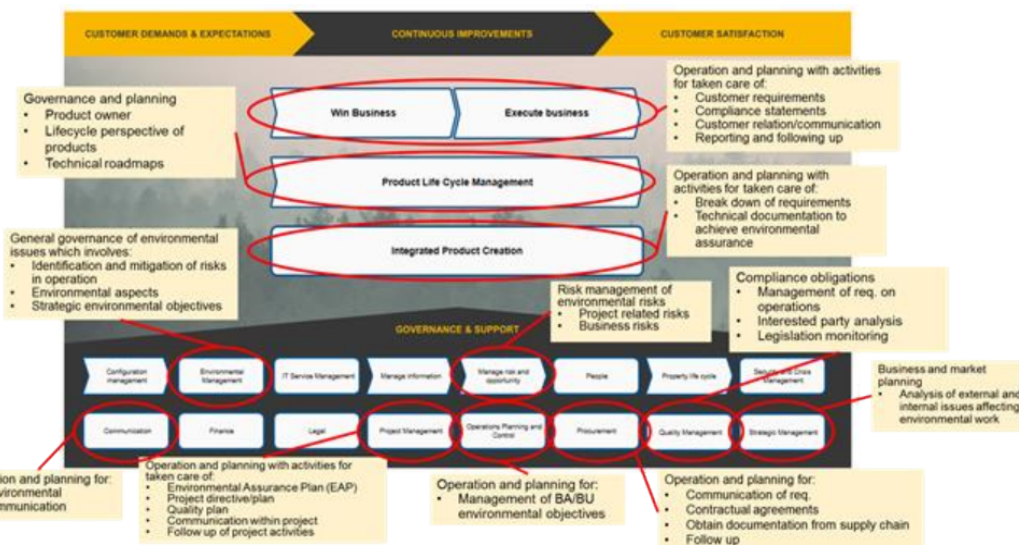 CUSTOMER DEMANDS & EXPECTATIONS
CONTINUOUS IMPROVEMENTS
CUSTOMER SATISFACTION
Governance and planning
• Product owner
• Lifecycle perspective of
products
• Technical roadmaps
Win Business
Execute business
Operation and planning with activities
for taken care of:
• Customer requirements
• Compliance statements
• Customer relation/communication
• Reporting and following up
Product Life Cycle Management
Operation and planning with
activities for taken care of:
• Break down of requirements
• Technical documentation to
achieve environmental
assurance
Integrated Product Creation
General governance of environmental
issues which involves:
• Identification and mitigation of risks
in operation
• Environmental aspects
• Strategic environmental objectives
Risk management of
environmental risks
• Project related risks
• Business risks
Compliance obligations
• Management of req. on
operations
• Interested party analysis
• Legislation monitoring
GOVERNANCE & SUPPORT
Configuration
management
Environmental
Management
IT Service Management
Manage information
Manage risk and
opportunity
People
Property life cycle
Security and Crisis
Management
Business and market
planning
• Analysis of external and
internal issues affecting
environmental work
Communication
Finance
Legal
Project Management
Operations Planning and
Control
Procurement
Quality Management
Strategic Management
and planning for:
Operation and planning with activities for
taken care of:
• Environmental Assurance Plan (EAP)
• Project directive/plan
• Quality plan
• Communication within project
• Follow up of project activities
Operation and planning for:
• Management of BA/BU
environmental objectives
Operation and planning for:
• Communication of req.
• Contractual agreements
• Obtain documentation from supply chain
• Follow up